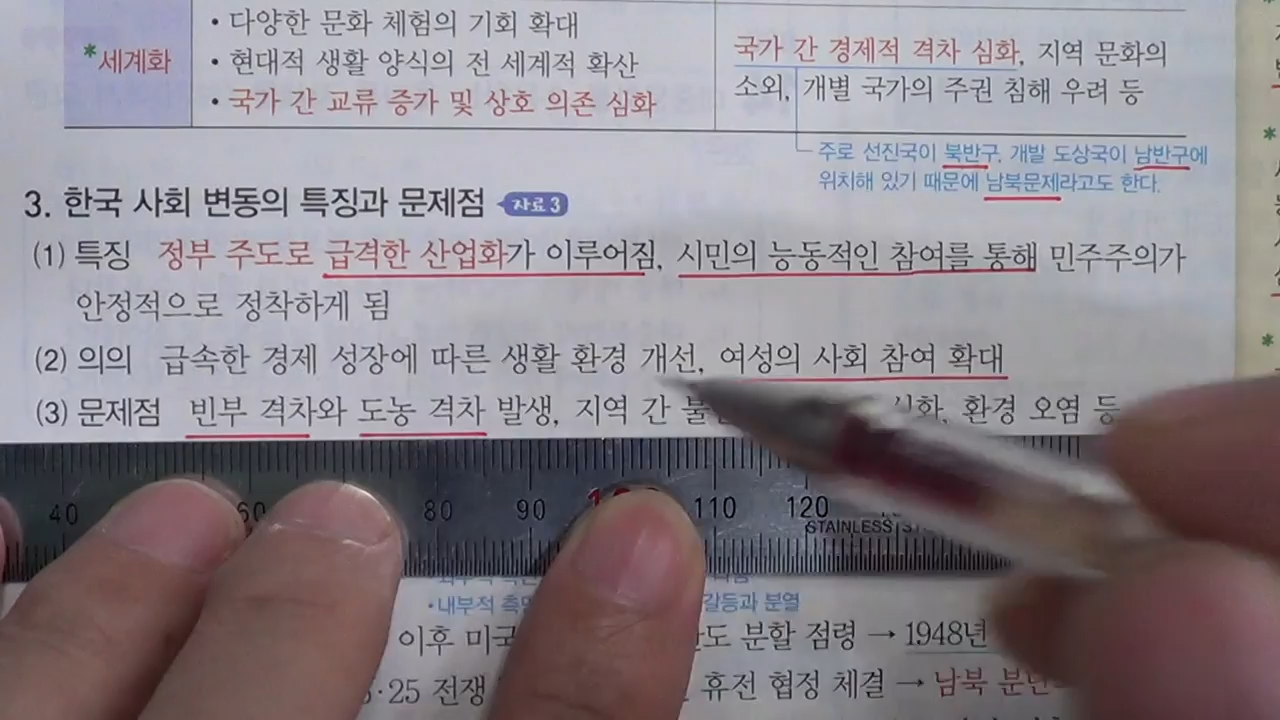 • 다양한 문화 체험의 기회 확대
*세계화
• 현대적 생활 양식의 전 세계적 확산
• 국가 간 교류 증가 및 상호 의존 심화
국가 간 경제적 격차 심화, 지역 문화의
소외, 개별 국가의 주권 침해 우려 등
주로 선진국이 북반구, 개발 도상국이 남반구에
위치해 있기 때문에 남북문제라고도 한다.
3. 한국 사회 변동의 특징과 문제점 자료 3
(1) 특징 정부 주도로 급격한 산업화가 이루어짐, 시민의 능동적인 참여를 통해 민주주의가
안정적으로 정착하게 됨
(2) 의의 급속한 경제 성장에 따른 생활 환경 개선, 여성의 사회 참여 확대
(3) 문제점 빈부 격차와 도농 격차 발생, 지역 간 환경 오염 등
40 60 80 90 100 110 120
STAINLESS
•내부적 갈등과 분열
이후 미국 분할 점령 → 1948년
6·25 전쟁 휴전 협정 체결 → 남북